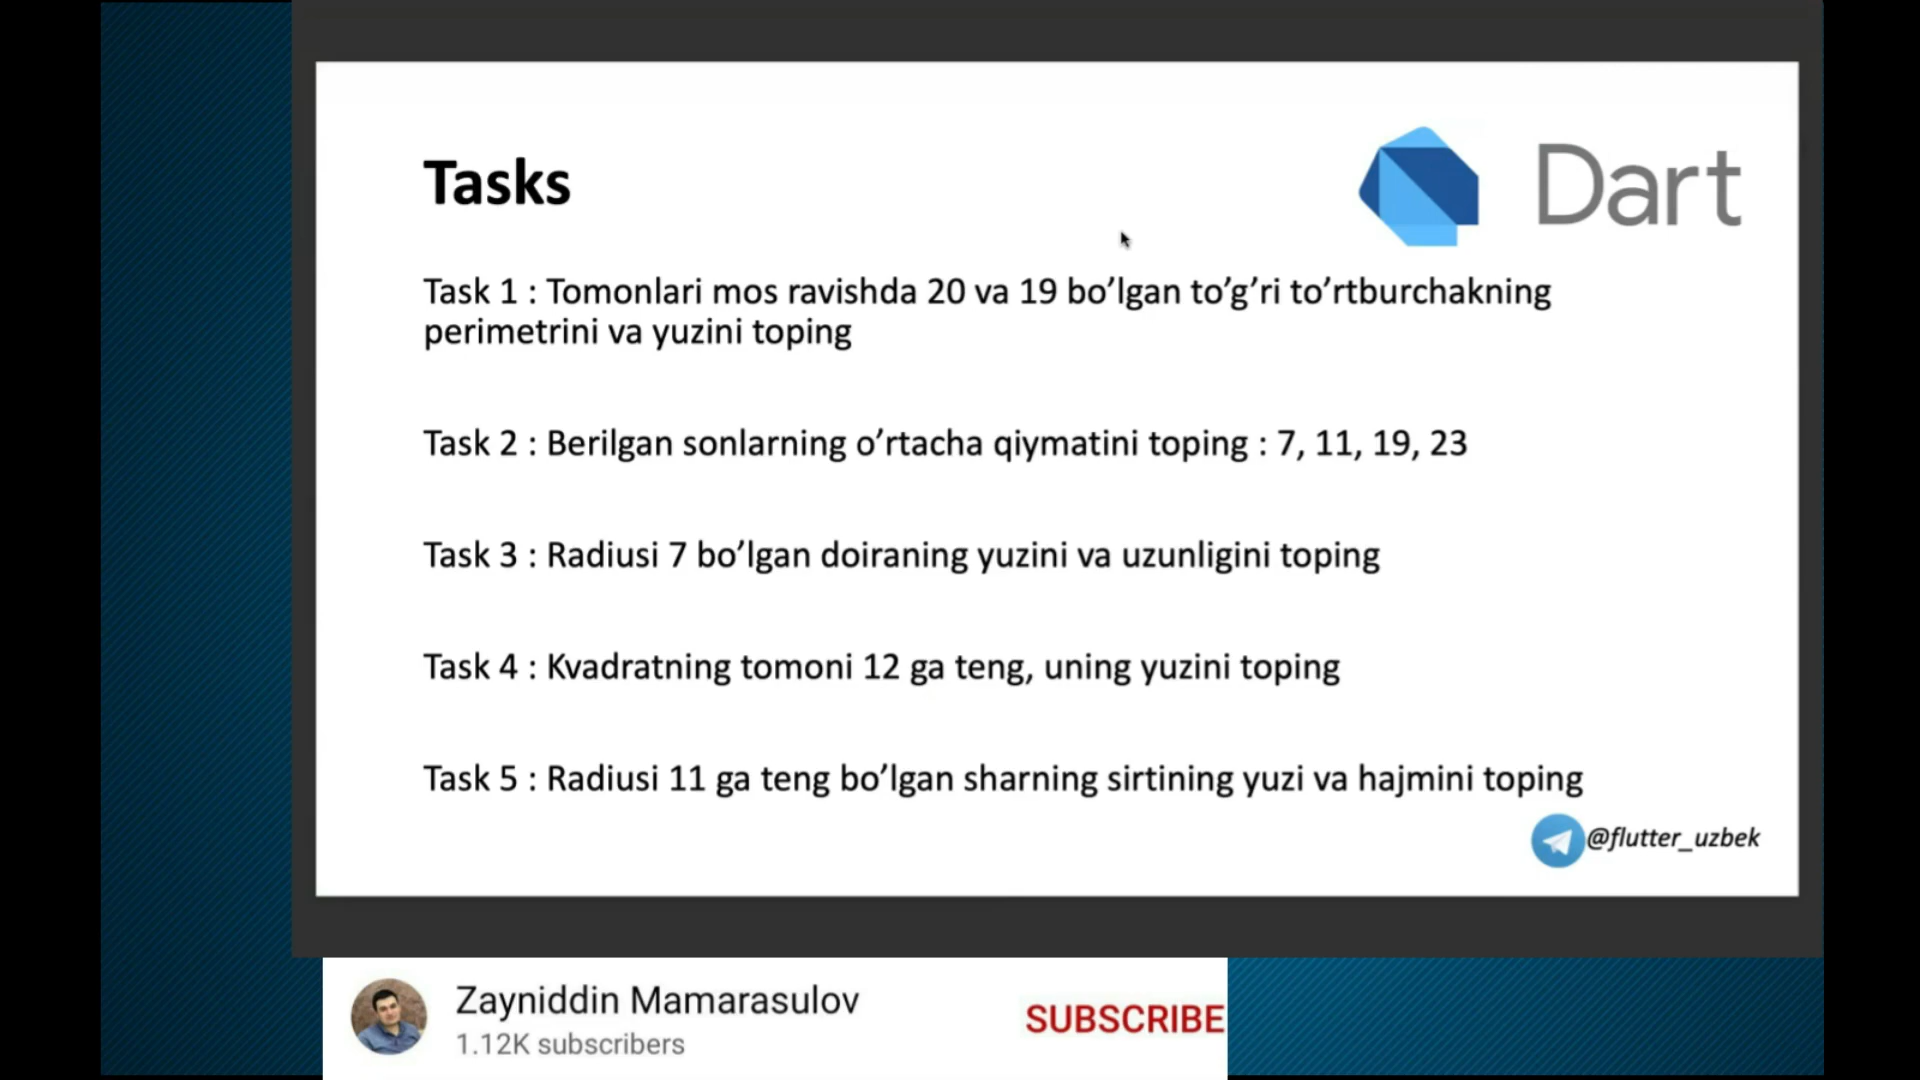 Tasks
Dart
Task 1 : Tomonlari mos ravishda 20 va 19 bo’lgan to’g’ri to’rtburchakning
perimetrini va yuzini toping
Task 2 : Berilgan sonlarning o’rtacha qiymatini toping : 7, 11, 19, 23
Task 3 : Radiusi 7 bo’lgan doiraning yuzini va uzunligini toping
Task 4 : Kvadratning tomoni 12 ga teng, uning yuzini toping
Task 5 : Radiusi 11 ga teng bo’lgan sharning sirtining yuzi va hajmini toping
@flutter_uzbek
Zayniddin Mamarasulov
SUBSCRIBE
1.12K subscribers